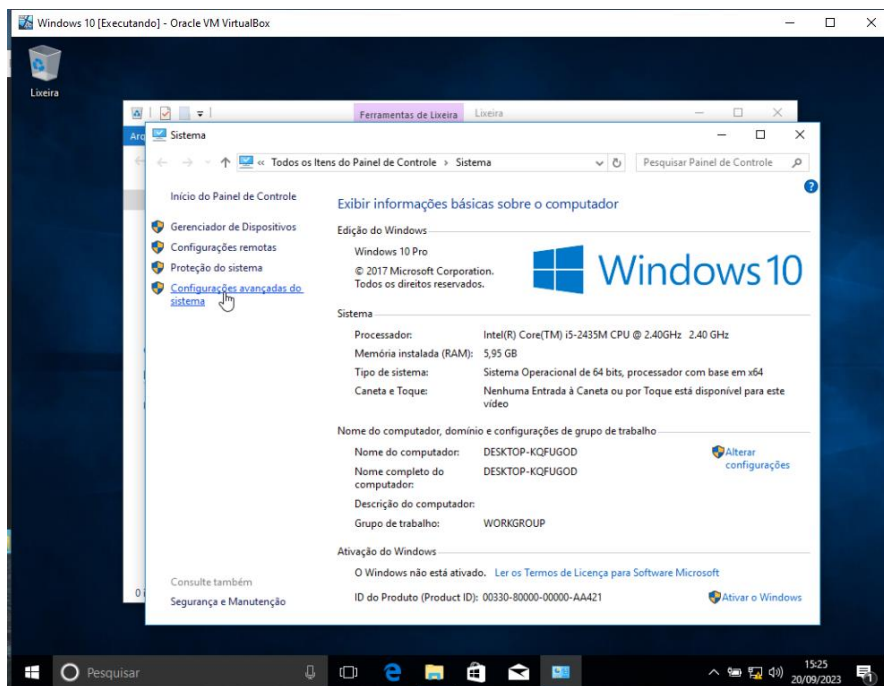 Windows 10 [Executando] - Oracle VM VirtualBox
Lixeira
Ferramentas de Lixeira Lixeira
Arq
Sistema
« Todos os Itens do Painel de Controle > Sistema
Pesquisar Painel de Controle
Início do Painel de Controle
Gerenciador de Dispositivos
Configurações remotas
Proteção do sistema
Configurações avançadas do
sistema
Exibir informações básicas sobre o computador
Edição do Windows
Windows 10 Pro
© 2017 Microsoft Corporation.
Todos os direitos reservados.
Windows 10
Sistema
Processador: Intel(R) Core(TM) i5-2435M CPU @ 2.40GHz 2.40 GHz
Memória instalada (RAM): 5,95 GB
Tipo de sistema: Sistema Operacional de 64 bits, processador com base em x64
Caneta e Toque: Nenhuma Entrada à Caneta ou por Toque está disponível para este
vídeo
Nome do computador, domínio e configurações de grupo de trabalho
Nome do computador: DESKTOP-KQFUGOD
Alterar
configurações
Nome completo do
computador: DESKTOP-KQFUGOD
Descrição do computador:
Grupo de trabalho: WORKGROUP
Ativação do Windows
O Windows não está ativado. Ler os Termos de Licença para Software Microsoft
ID do Produto (Product ID): 00330-80000-00000-AA421
Ativar o Windows
Consulte também
Segurança e Manutenção
0 i
Pesquisar
15:25
20/09/2023
1